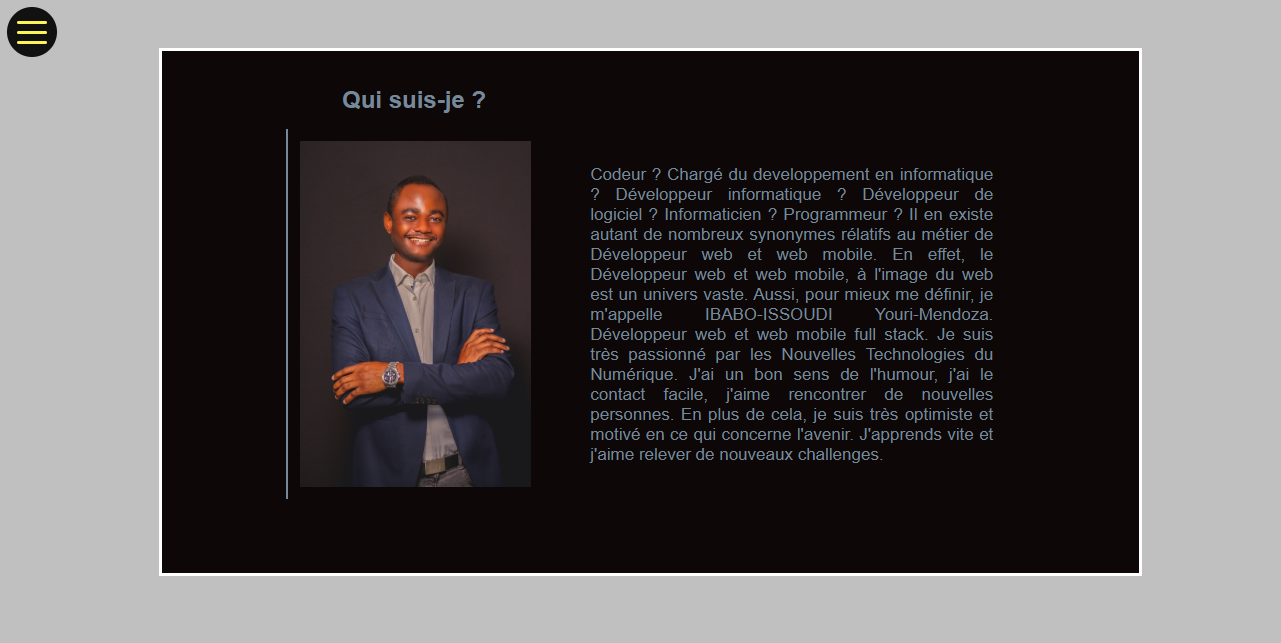 Qui suis-je ?
Codeur ? Chargé du developpement en informatique
? Développeur informatique ? Développeur de
logiciel ? Informaticien ? Programmeur ? Il en existe
autant de nombreux synonymes rélatifs au métier de
Développeur web et web mobile. En effet, le
Développeur web et web mobile, à l'image du web
est un univers vaste. Aussi, pour mieux me définir, je
m'appelle IBABO-ISSOUDI Youri-Mendoza.
Développeur web et web mobile full stack. Je suis
très passionné par les Nouvelles Technologies du
Numérique. J'ai un bon sens de l'humour, j'ai le
contact facile, j'aime rencontrer de nouvelles
personnes. En plus de cela, je suis très optimiste et
motivé en ce qui concerne l'avenir. J'apprends vite et
j'aime relever de nouveaux challenges.